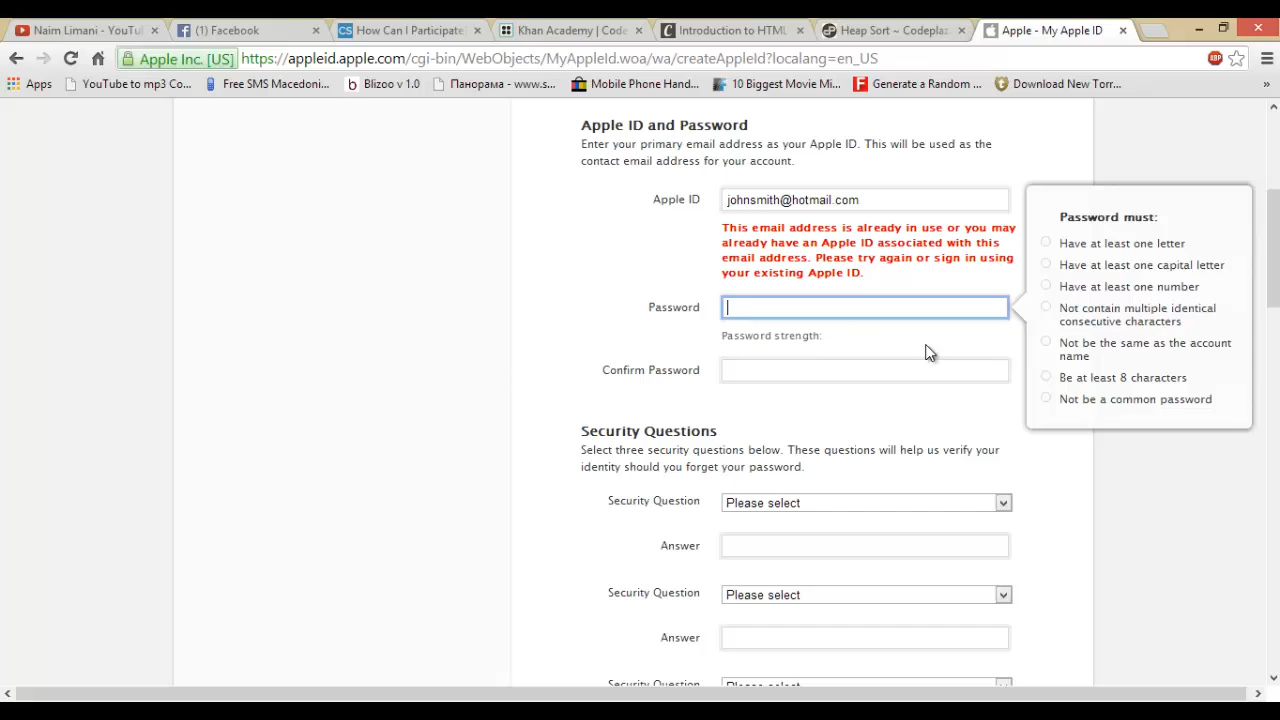 Naim Limani - YouTu
(1) Facebook
How Can I Participate
Khan Academy | Code
Introduction to HTML
Heap Sort ~ Codeplax
Apple - My Apple ID
Apple Inc. [US]
https://appleid.apple.com/cgi-bin/WebObjects/MyAppleId.woa/wa/createAppleId?localang=en_US
Apps
YouTube to mp3 Co...
Free SMS Macedoni...
Blizoo v 1.0
Панорама - www.s...
Mobile Phone Hand...
10 Biggest Movie Mi...
Generate a Random ...
Download New Torr...
»
Apple ID and Password
Enter your primary email address as your Apple ID. This will be used as the
contact email address for your account.
Apple ID
johnsmith@hotmail.com
This email address is already in use or you may
already have an Apple ID associated with this
email address. Please try again or sign in using
your existing Apple ID.
Password
Password strength:
Confirm Password
Password must:
Have at least one letter
Have at least one capital letter
Have at least one number
Not contain multiple identical
consecutive characters
Not be the same as the account
name
Be at least 8 characters
Not be a common password
Security Questions
Select three security questions below. These questions will help us verify your
identity should you forget your password.
Security Question
Please select
Answer
Security Question
Please select
Answer
Security Question
Please select